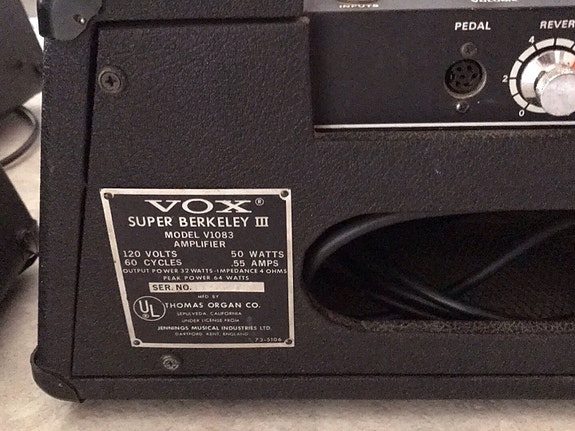 INPUTS
PEDAL
REVER
4
2
0
VOX®
SUPER BERKELEY III
MODEL V1083
AMPLIFIER
120 VOLTS 50 WATTS
60 CYCLES .55 AMPS
OUTPUT POWER 32 WATTS-IMPEDANCE 4 OHMS
PEAK POWER 64 WATTS
SER. NO.
MFD BY
UL THOMAS ORGAN CO.
SEPULVEDA, CALIFORNIA
UNDER LICENSE FROM
JENNINGS MUSICAL INDUSTRIES LTD.
DARTFORD, KENT, ENGLAND